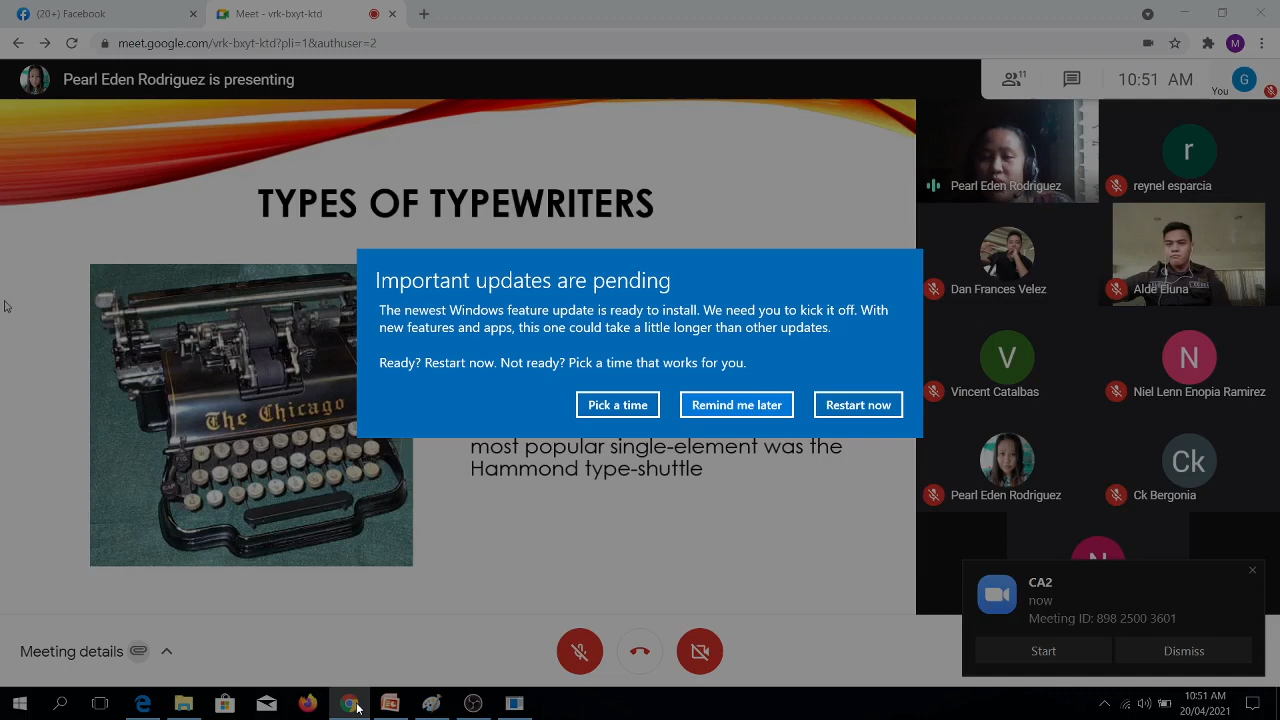 (20+) Facebook
Meet - vrk-bxyt-ktd
meet.google.com/vrk-bxyt-ktd?pli=1&authuser=2
M
Pearl Eden Rodriguez is presenting
11
10:51 AM
You
G
TYPES OF TYPEWRITERS
The Chicago
Important updates are pending
The newest Windows feature update is ready to install. We need you to kick it off. With
new features and apps, this one could take a little longer than other updates.
Ready? Restart now. Not ready? Pick a time that works for you.
Pick a time
Remind me later
Restart now
most popular single-element was the
Hammond type-shuttle
Pearl Eden Rodriguez
r
reynel esparcia
Dan Frances Velez
Alde Eluna
V
Vincent Catalbas
N
Niel Lenn Enopia Ramirez
Pearl Eden Rodriguez
Ck
Ck Bergonia
N
CA2
now
Meeting ID: 898 2500 3601
Start
Dismiss
Meeting details
10:51 AM
20/04/2021